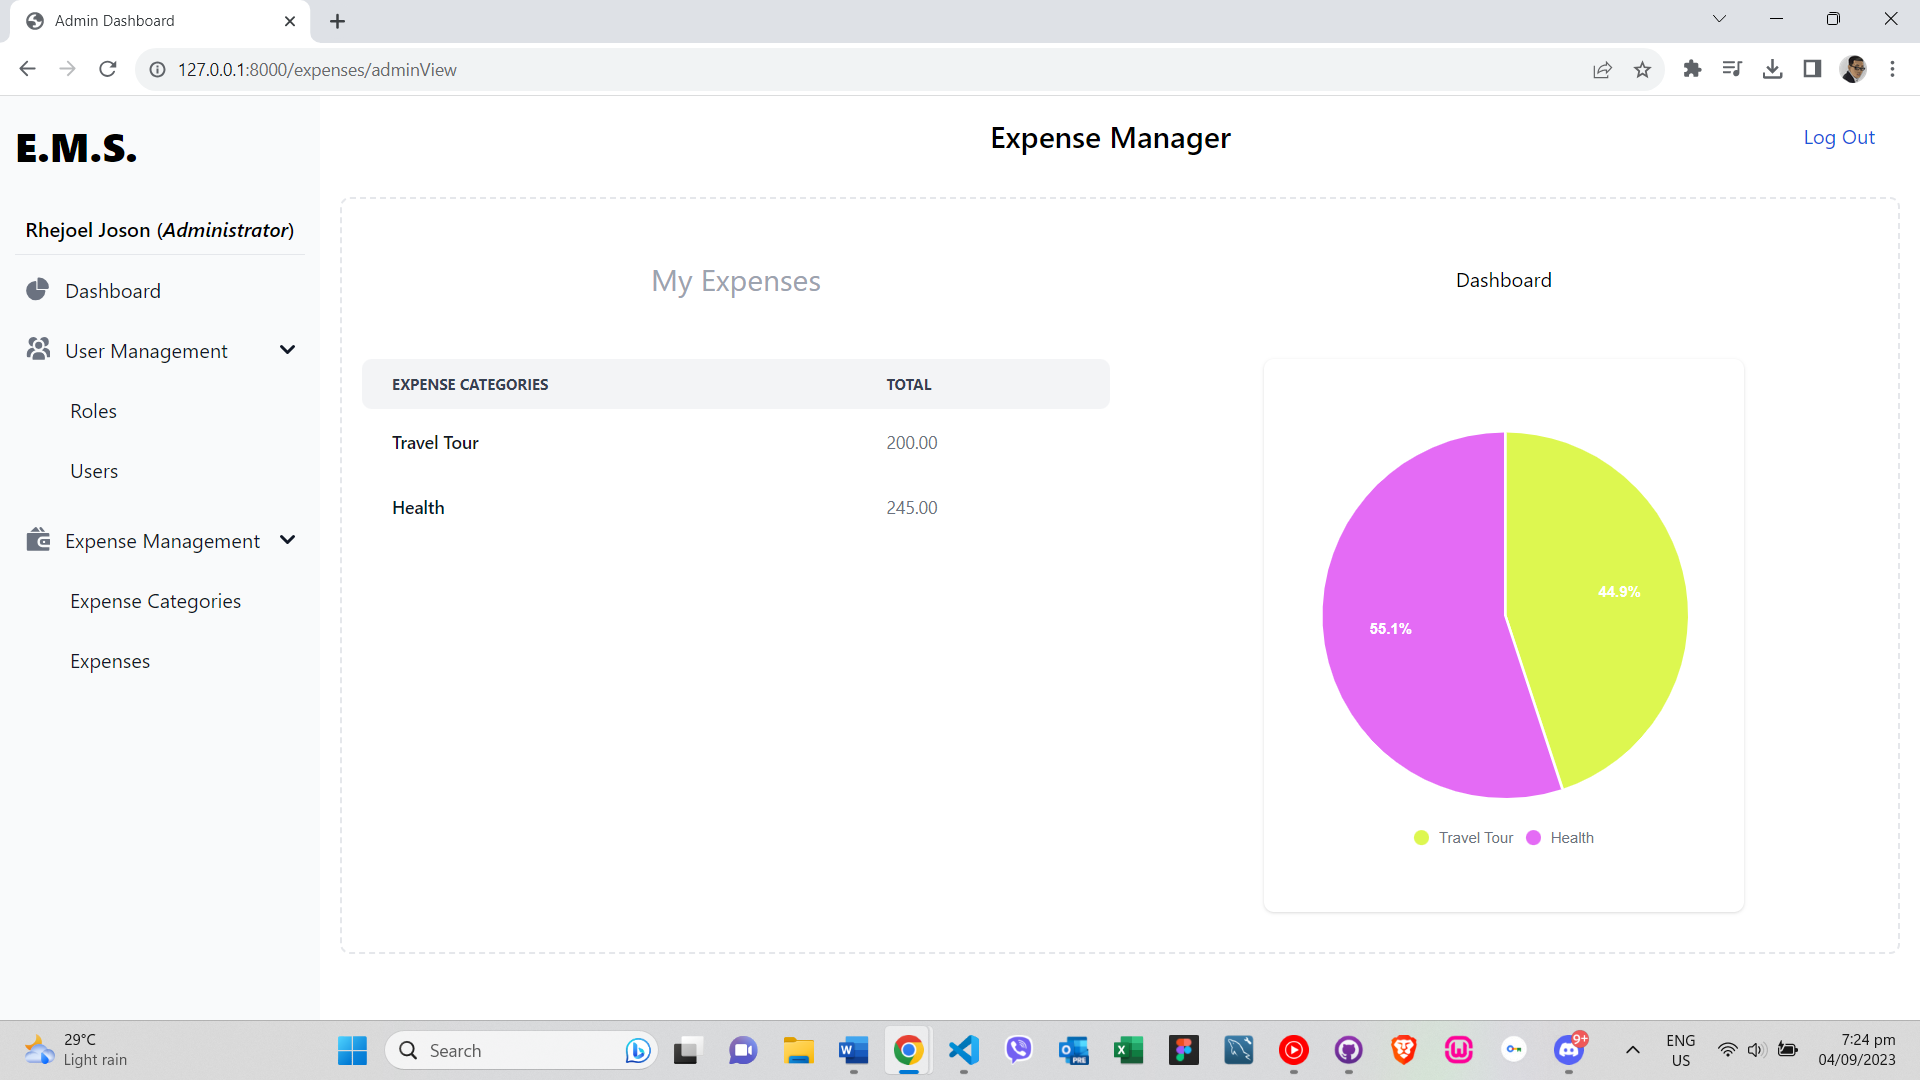 Admin Dashboard
127.0.0.1:8000/expenses/adminView
E.M.S.
Expense Manager
Log Out
Rhejoel Joson (Administrator)
Dashboard
User Management
Roles
Users
Expense Management
Expense Categories
Expenses
My Expenses
EXPENSE CATEGORIES TOTAL
Travel Tour 200.00
Health 245.00
Dashboard
44.9%
55.1%
Travel Tour Health
29°C
Light rain
Search
PRE
9+
ENG
US
7:24 pm
04/09/2023